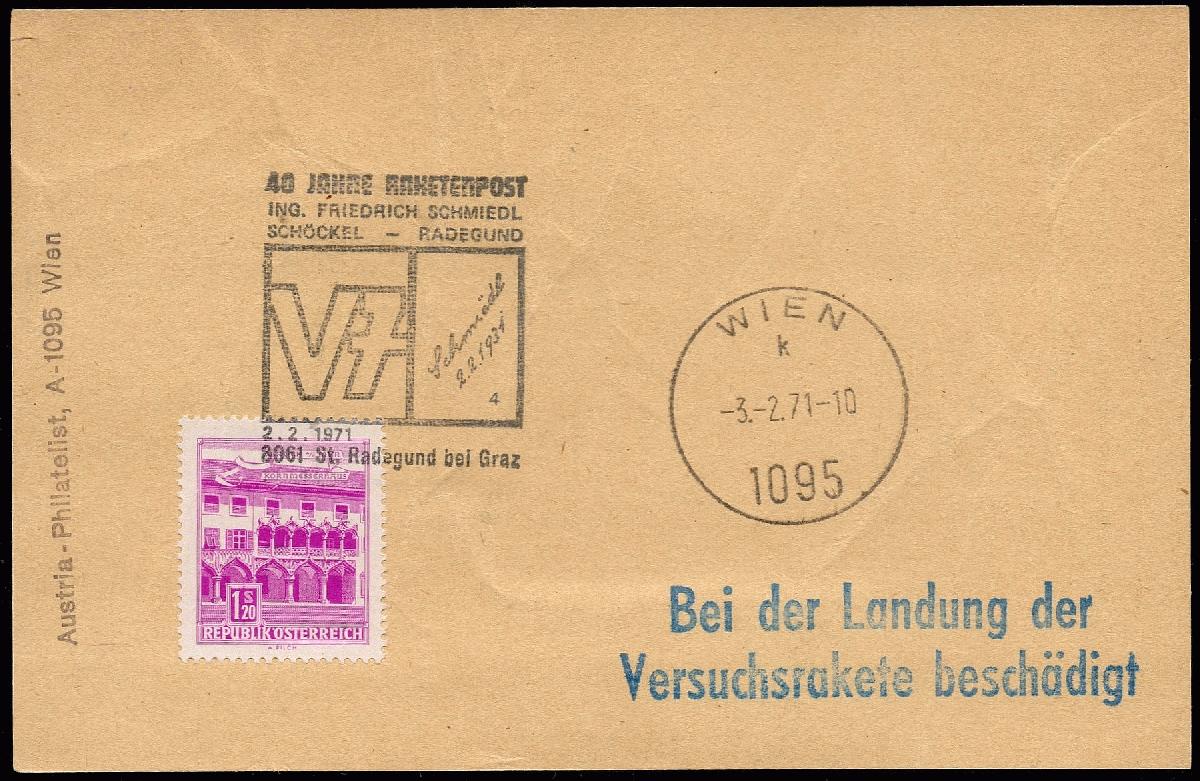 40 JAHRE RAKETENPOST
ING. FRIEDRICH SCHMIEDL
SCHÖCKEL – RADEGUND
Schmiedl
2.2.1931
4
2.2.1971
8061 St. Radegund bei Graz
KORNMESSERHAUS
1 S. 20
REPUBLIK ÖSTERREICH
A. PILCH
Austria-Philatelist, A-1095 Wien
WIEN
k
-3.-2.71-10
1095
Bei der Landung der
Versuchsrakete beschädigt